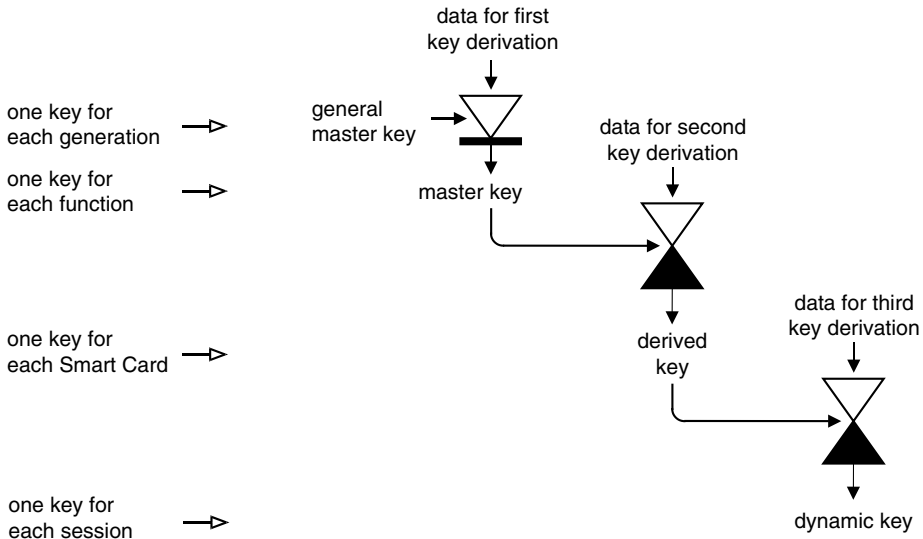 data for first
key derivation
one key for
each generation
general
master key
data for second
key derivation
one key for
each function
master key
data for third
key derivation
one key for
each Smart Card
derived
key
one key for
each session
dynamic key